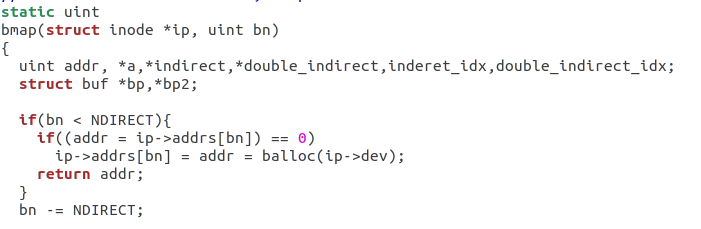 static uint
bmap(struct inode *ip, uint bn)
{
  uint addr, *a,*indirect,*double_indirect,inderet_idx,double_indirect_idx;
  struct buf *bp,*bp2;

  if(bn < NDIRECT){
    if((addr = ip->addrs[bn]) == 0)
      ip->addrs[bn] = addr = balloc(ip->dev);
    return addr;
  }
  bn -= NDIRECT;